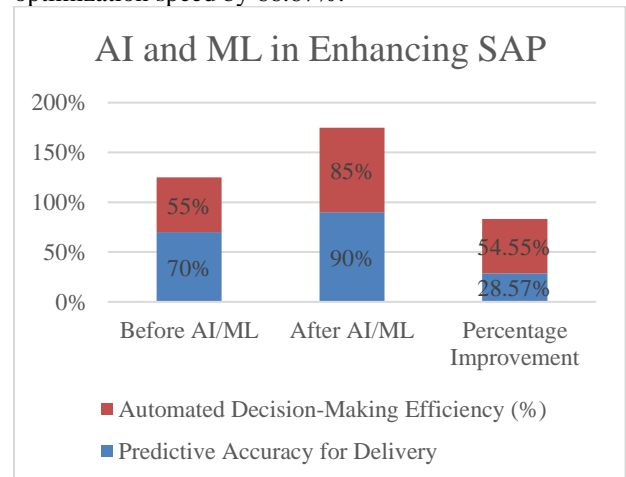 AI and ML in Enhancing SAP
200%
150%
100%
50%
0%
55%
70%
85%
90%
54.55%
28.57%
Before AI/ML
After AI/ML
Percentage
Improvement
Automated Decision-Making Efficiency (%)
Predictive Accuracy for Delivery